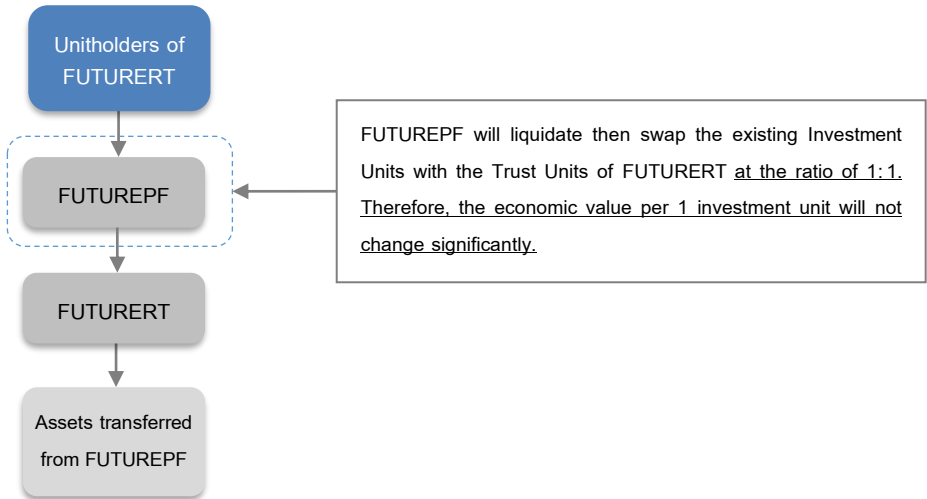 Unitholders of
FUTURERT
FUTUREPF
FUTUREPF will liquidate then swap the existing Investment
Units with the Trust Units of FUTURERT at the ratio of 1:1.
Therefore, the economic value per 1 investment unit will not
change significantly.
FUTURERT
Assets transferred
from FUTUREPF